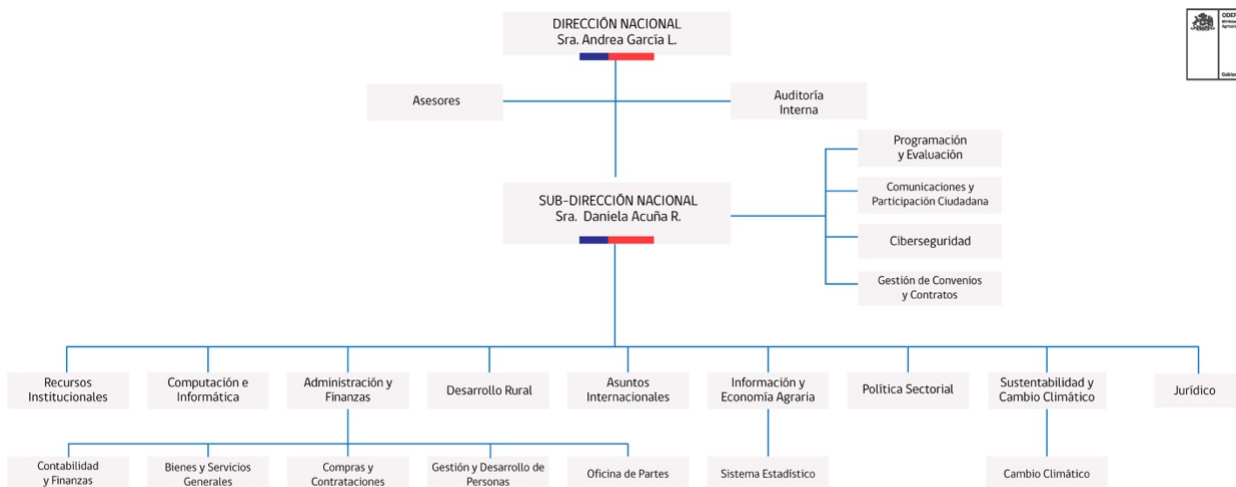 DIRECCIÓN NACIONAL
Sra. Andrea García L.
Asesores
Auditoría
Interna
Programación
y Evaluación
Comunicaciones y
Participación Ciudadana
SUB-DIRECCIÓN NACIONAL
Sra. Daniela Acuña R.
Ciberseguridad
Gestión de Convenios
y Contratos
Recursos
Institucionales
Computación e
Informática
Administración y
Finanzas
Desarrollo Rural
Asuntos
Internacionales
Información y
Economía Agraria
Política Sectorial
Sustentabilidad y
Cambio Climático
Jurídico
Contabilidad
y Finanzas
Bienes y Servicios
Generales
Compras y
Contrataciones
Gestión y Desarrollo de
Personas
Oficina de Partes
Sistema Estadístico
Cambio Climático